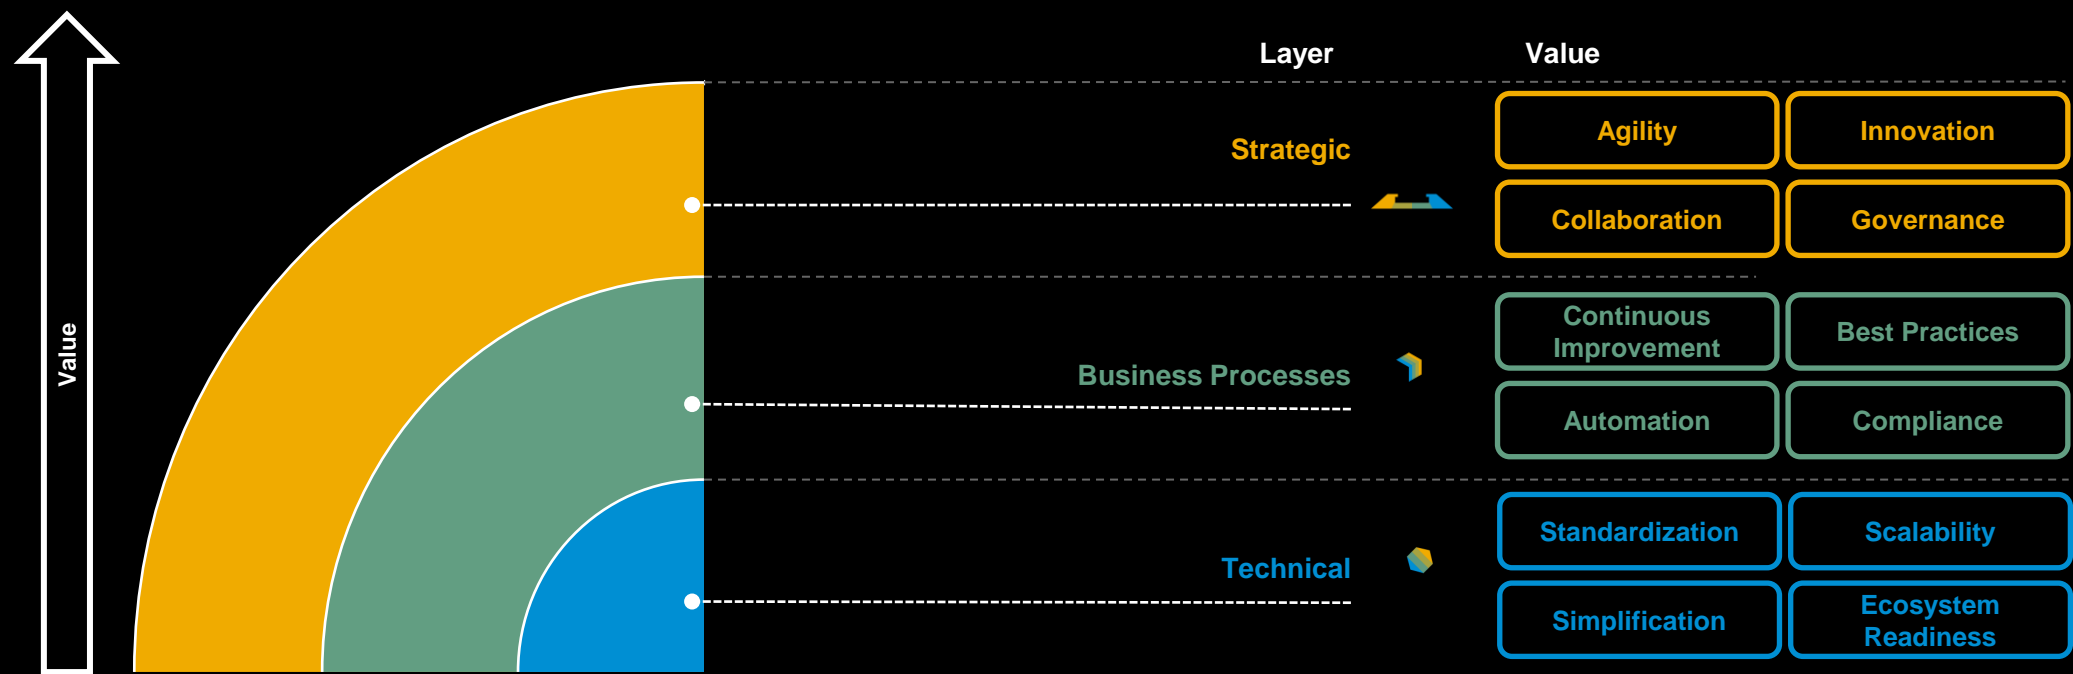 Layer
Value
Strategic
Agility
Innovation
Collaboration
Governance
Value
Business Processes
Continuous
Improvement
Best Practices
Automation
Compliance
Technical
Standardization
Scalability
Simplification
Ecosystem
Readiness